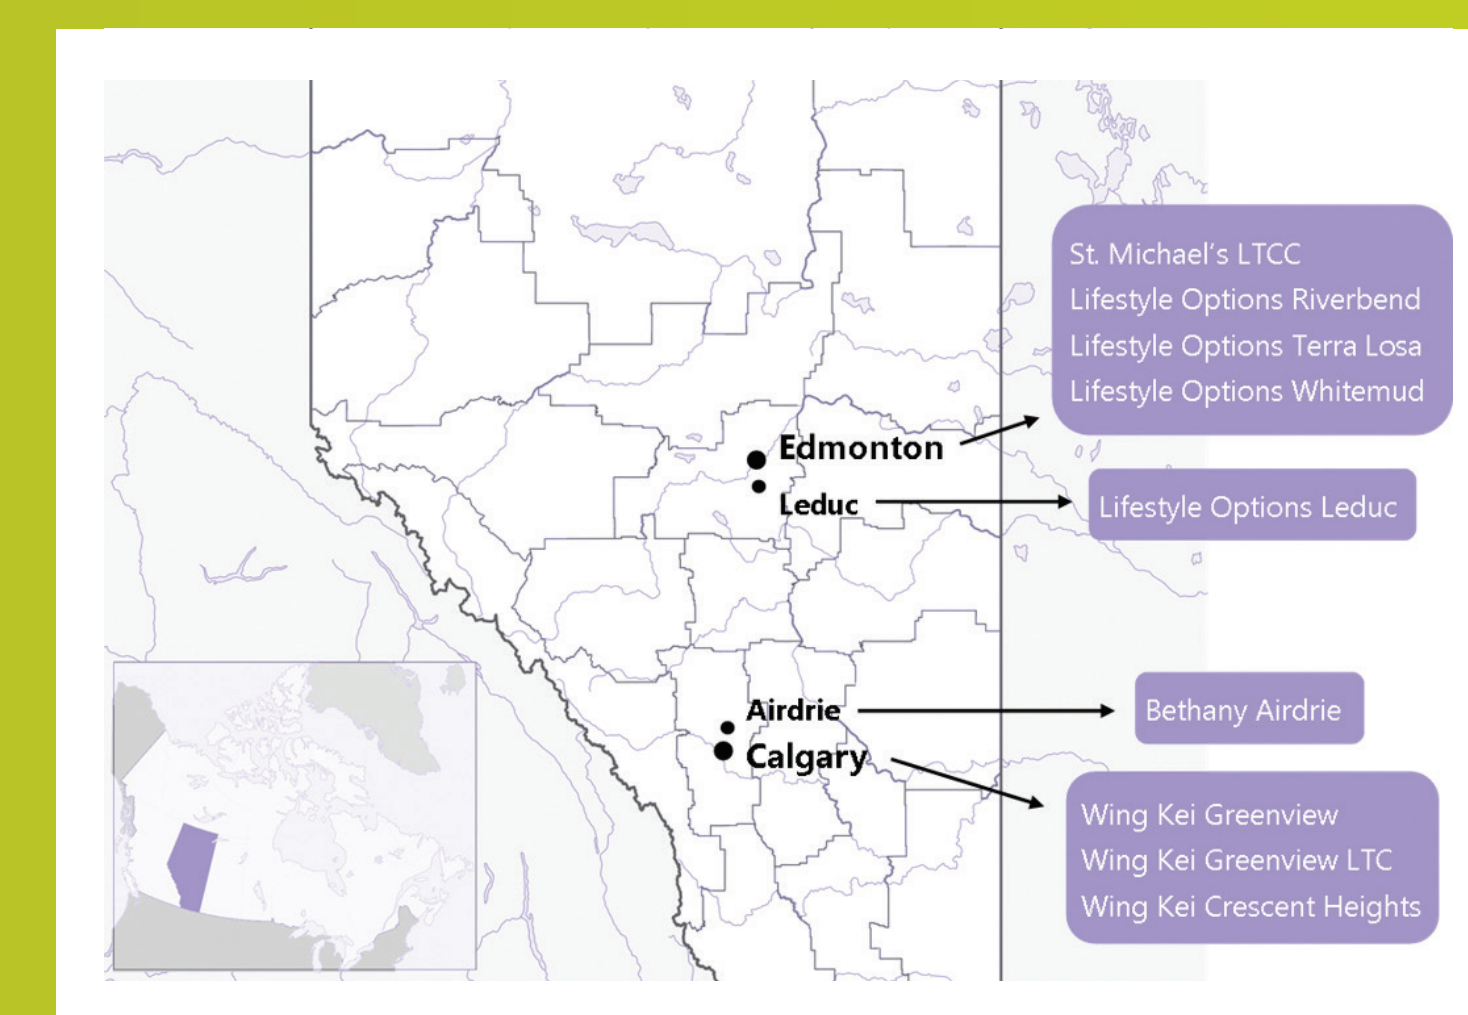 St. Michael's LTCC
Lifestyle Options Riverbend
Lifestyle Options Terra Losa
Lifestyle Options Whitemud
Edmonton
Leduc
Lifestyle Options Leduc
Airdrie
Bethany Airdrie
Calgary
Wing Kei Greenview
Wing Kei Greenview LTC
Wing Kei Crescent Heights